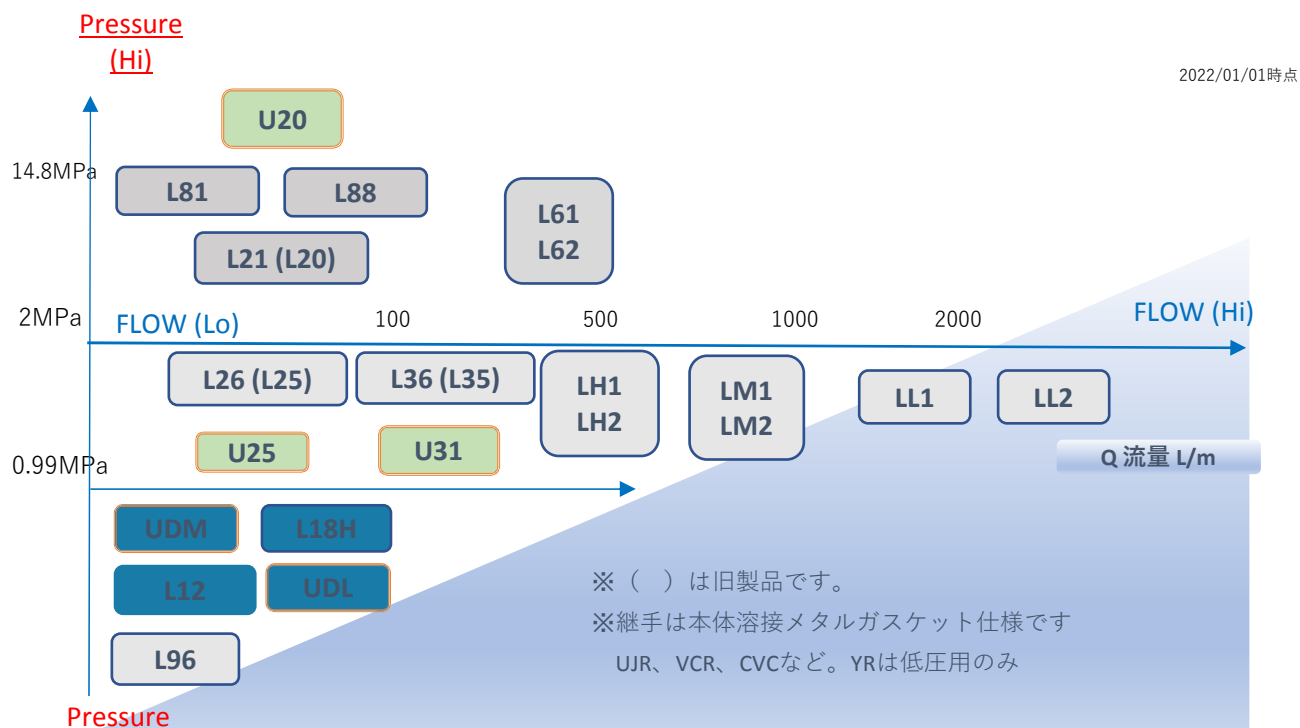 Pressure
(Hi)
2022/01/01時点
U20
14.8MPa
L81
L88
L61
L62
L21 (L20)
2MPa
FLOW (Lo)
100
500
1000
2000
FLOW (Hi)
L26 (L25)
L36 (L35)
LH1
LH2
LM1
LM2
LL1
LL2
U25
U31
0.99MPa
Q 流量 L/m
UDM
L18H
L12
UDL
L96
※（　）は旧製品です。
※継手は本体溶接メタルガスケット仕様です
UJR、VCR、CVCなど。YRは低圧用のみ
Pressure